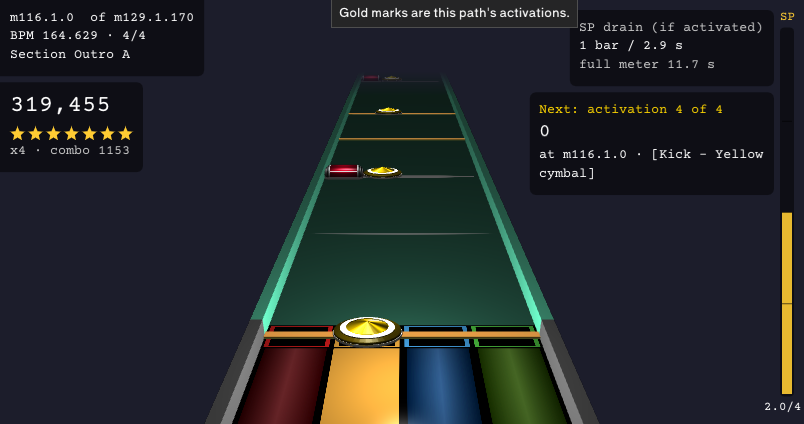 Gold marks are this path's activations.
m116.1.0  of m129.1.170
BPM 164.629 · 4/4
Section Outro A
319,455
x4 · combo 1153
SP drain (if activated)
1 bar / 2.9 s
full meter 11.7 s
Next: activation 4 of 4
0
at m116.1.0 · [Kick - Yellow
cymbal]
SP
2.0/4